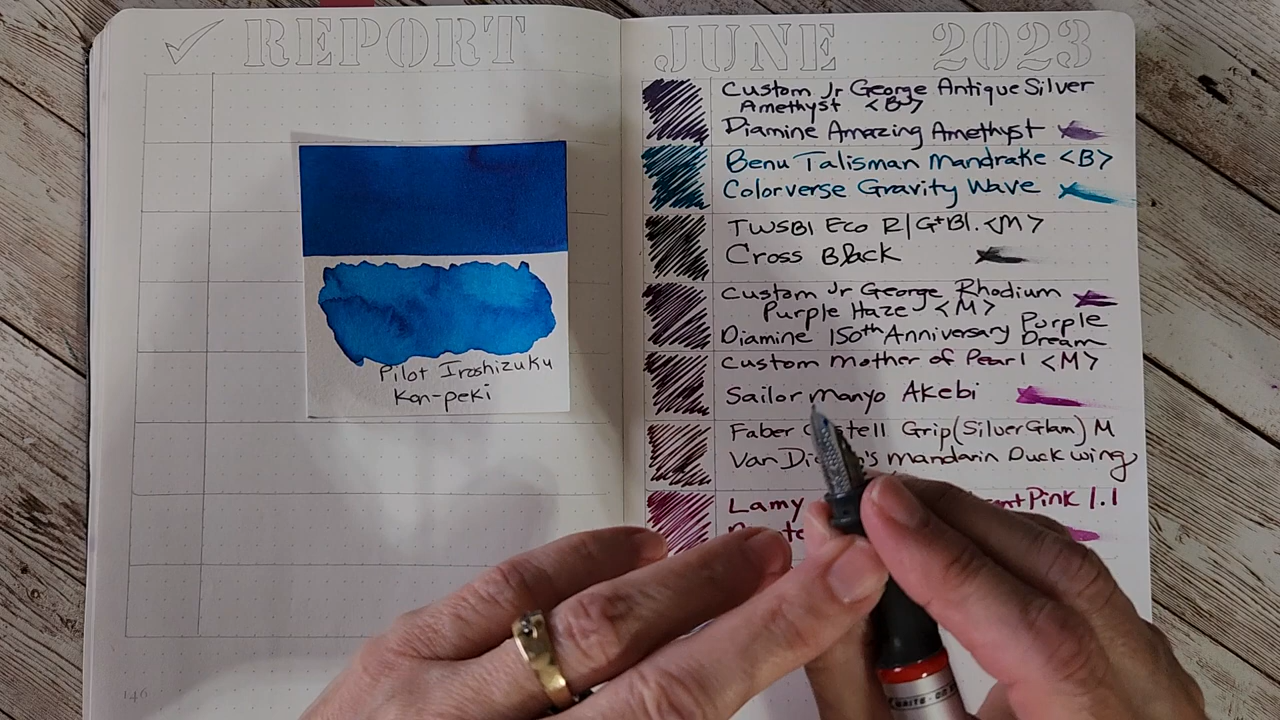 REPORT
Pilot Iroshizuku
Kon-peki
146
JUNE 2023
Custom Jr George Antique Silver
Amethyst <B>
Diamine Amazing Amethyst
Benu Talisman Mandrake <B>
Colorverse Gravity Wave
TWSBI Eco R|G+Bl. <M>
Cross Black
Custom Jr George Rhodium
Purple Haze <M>
Diamine 150th Anniversary Purple
Dream
Custom Mother of Pearl <M>
Sailor Manyo Akebi
Faber Grip (Silver Glam) M
Mandarin Duck wing
Lamy Pink 1.1